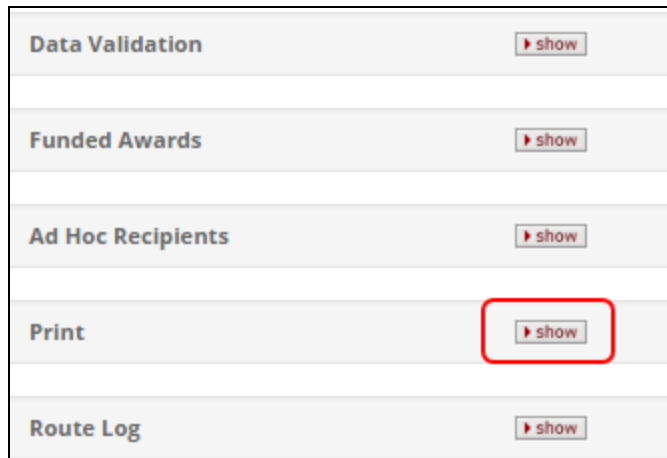 Data Validation show
Funded Awards show
Ad Hoc Recipients show
Print show
Route Log show